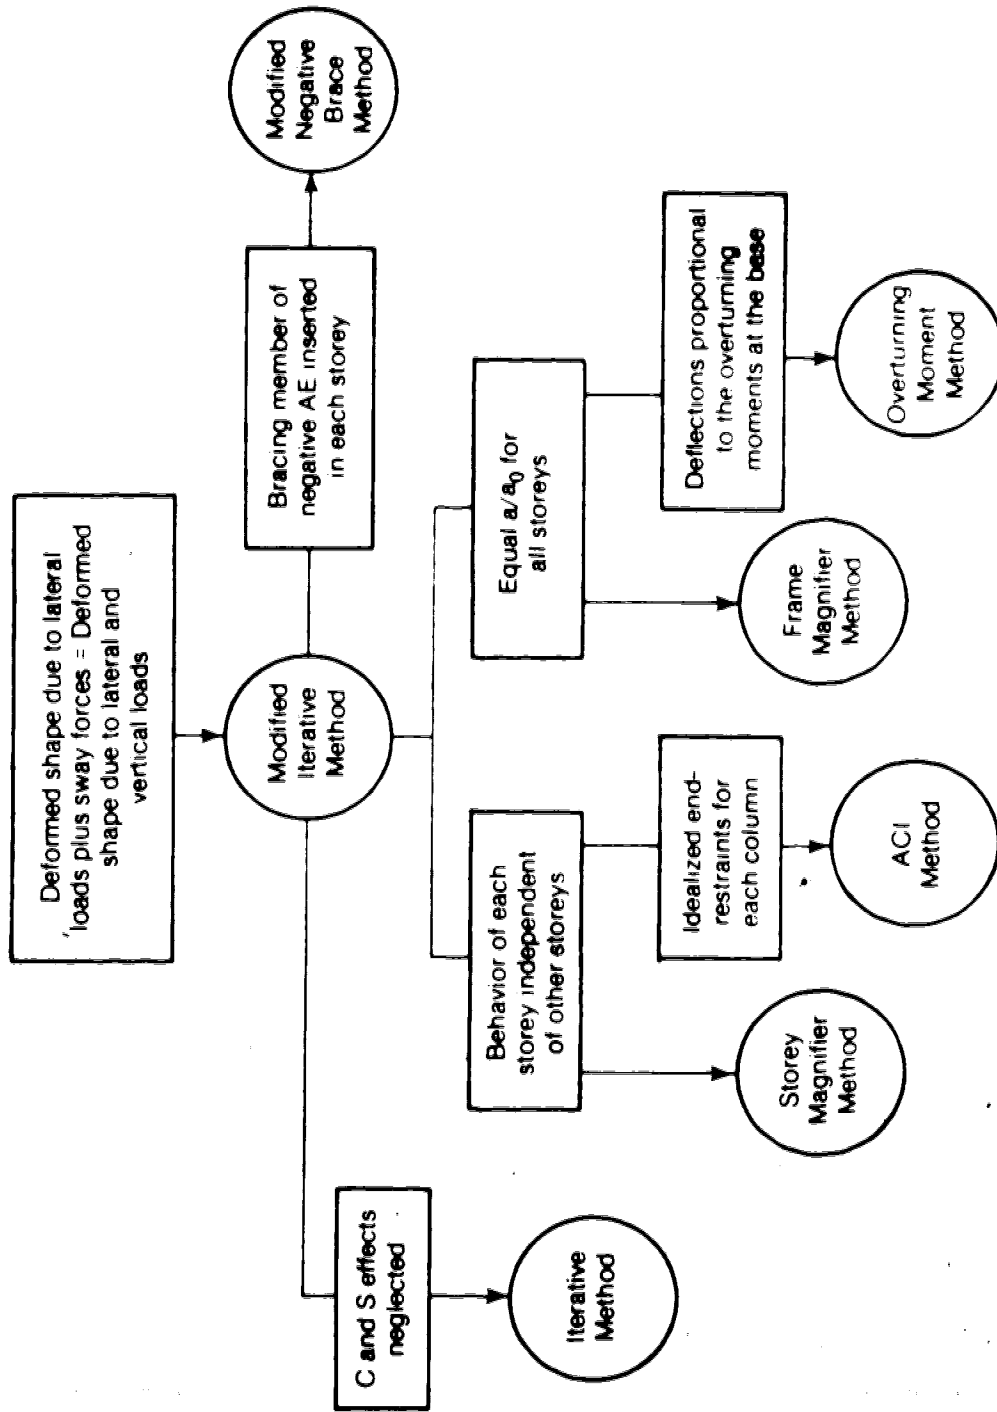 Deformed shape due to lateral
loads plus sway forces = Deformed
shape due to lateral and
vertical loads
Modified
Iterative
Method
Bracing member of
negative AE inserted
in each storey
Modified
Negative
Brace
Method
C and S effects
neglected
Iterative
Method
Behavior of each
storey independent
of other storeys
Storey
Magnifier
Method
Idealized end-
restraints for
each column
ACI
Method
Equal a/a0 for
all storeys
Frame
Magnifier
Method
Deflections proportional
to the overturning
moments at the base
Overturning
Moment
Method